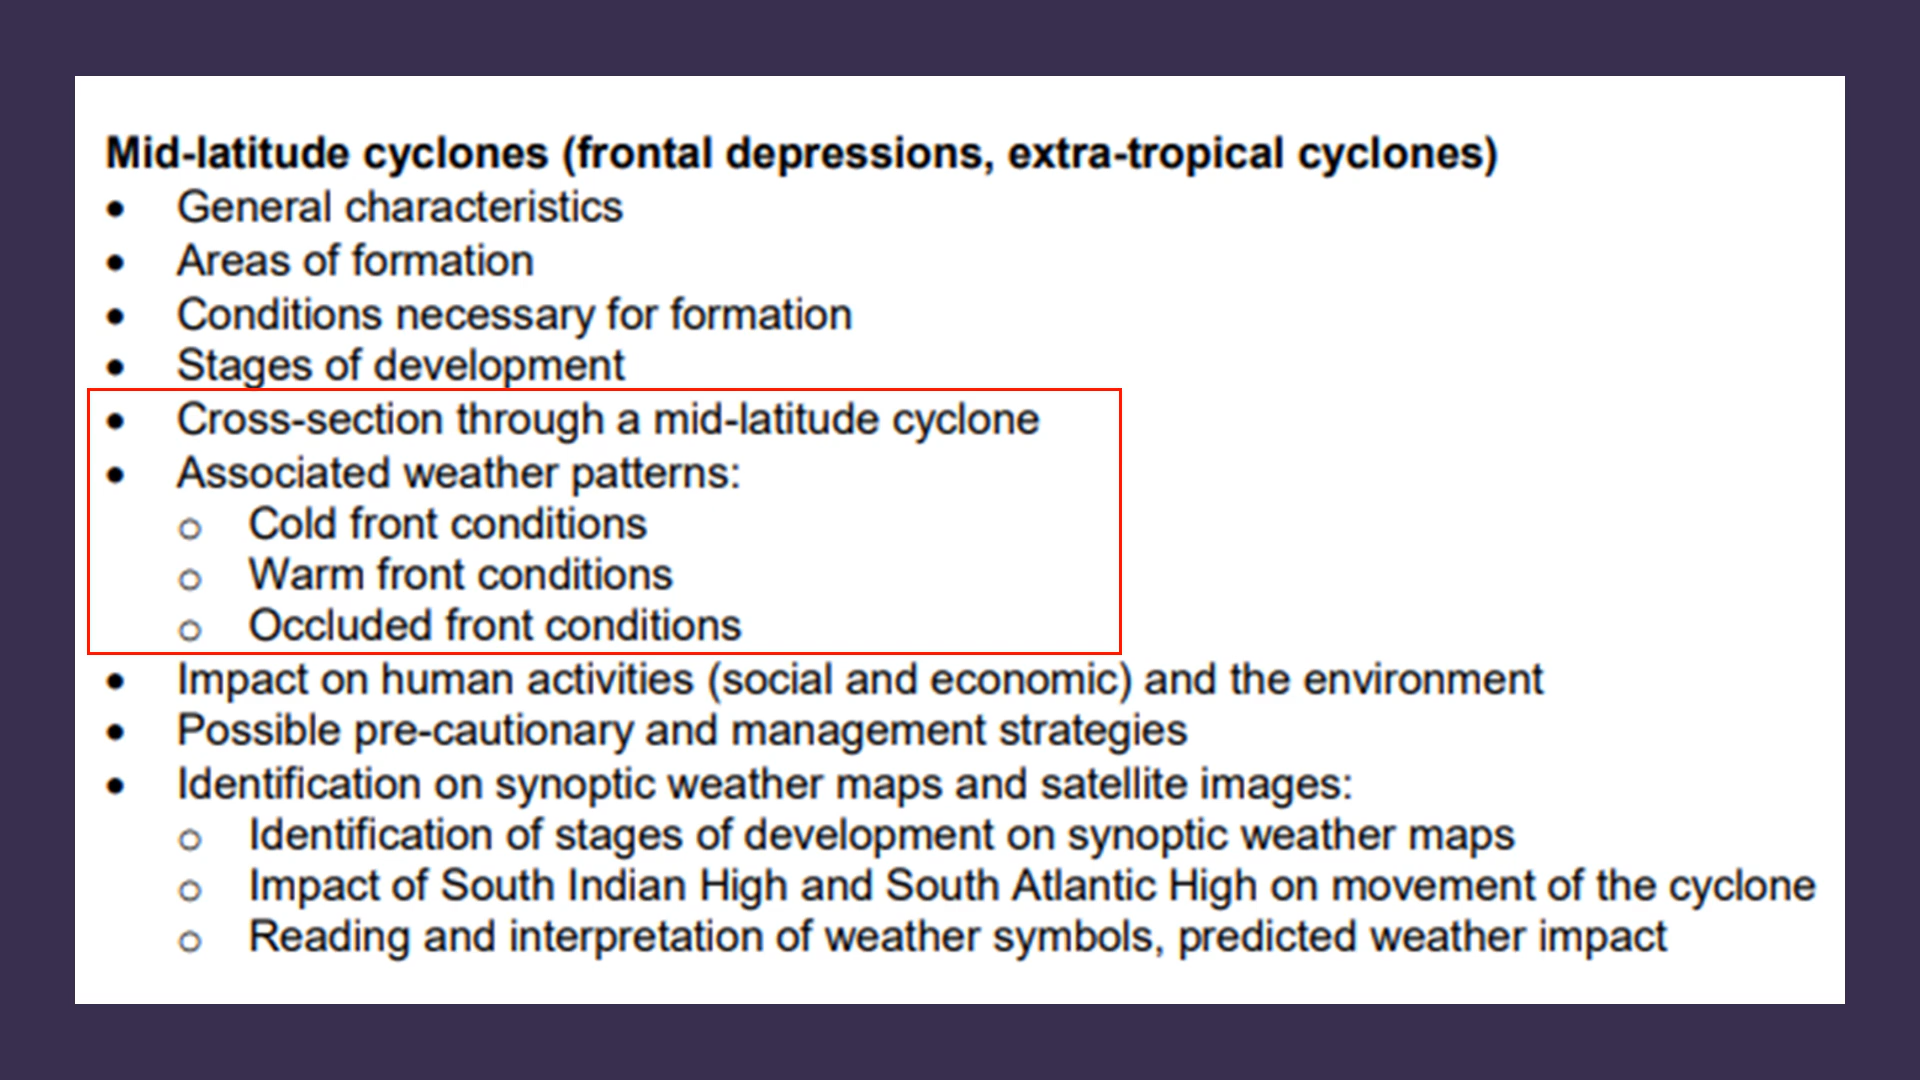 Mid-latitude cyclones (frontal depressions, extra-tropical cyclones)
• General characteristics
• Areas of formation
• Conditions necessary for formation
• Stages of development
• Cross-section through a mid-latitude cyclone
• Associated weather patterns:
o Cold front conditions
o Warm front conditions
o Occluded front conditions
• Impact on human activities (social and economic) and the environment
• Possible pre-cautionary and management strategies
• Identification on synoptic weather maps and satellite images:
o Identification of stages of development on synoptic weather maps
o Impact of South Indian High and South Atlantic High on movement of the cyclone
o Reading and interpretation of weather symbols, predicted weather impact